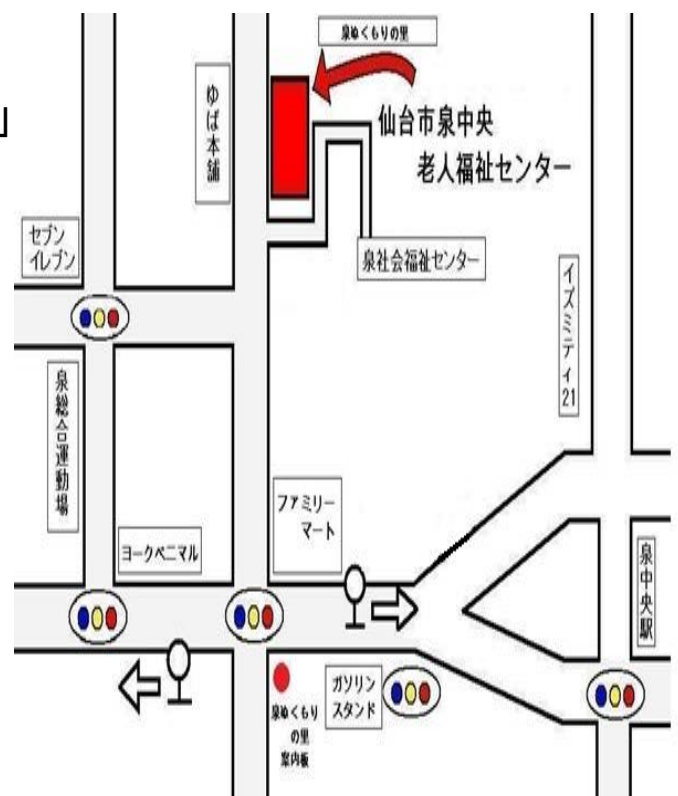 」
泉ぬくもりの里
ゆば本舗
仙台市泉中央
老人福祉センター
セブン
イレブン
泉社会福祉センター
イズミティ21
泉総合運動場
ファミリー
マート
ヨークベニマル
泉中央駅
泉ぬくもり
の里
案内板
ガソリン
スタンド